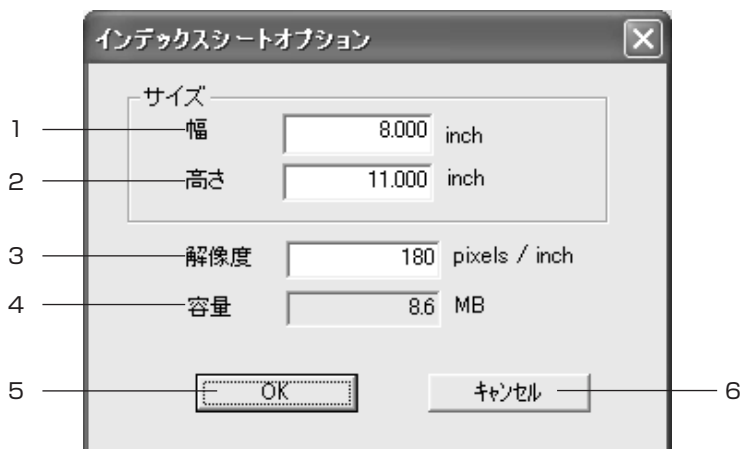 インデックスシートオプション
サイズ
1 幅 8.000 inch
2 高さ 11.000 inch
3 解像度 180 pixels / inch
4 容量 8.6 MB
5 OK キャンセル 6